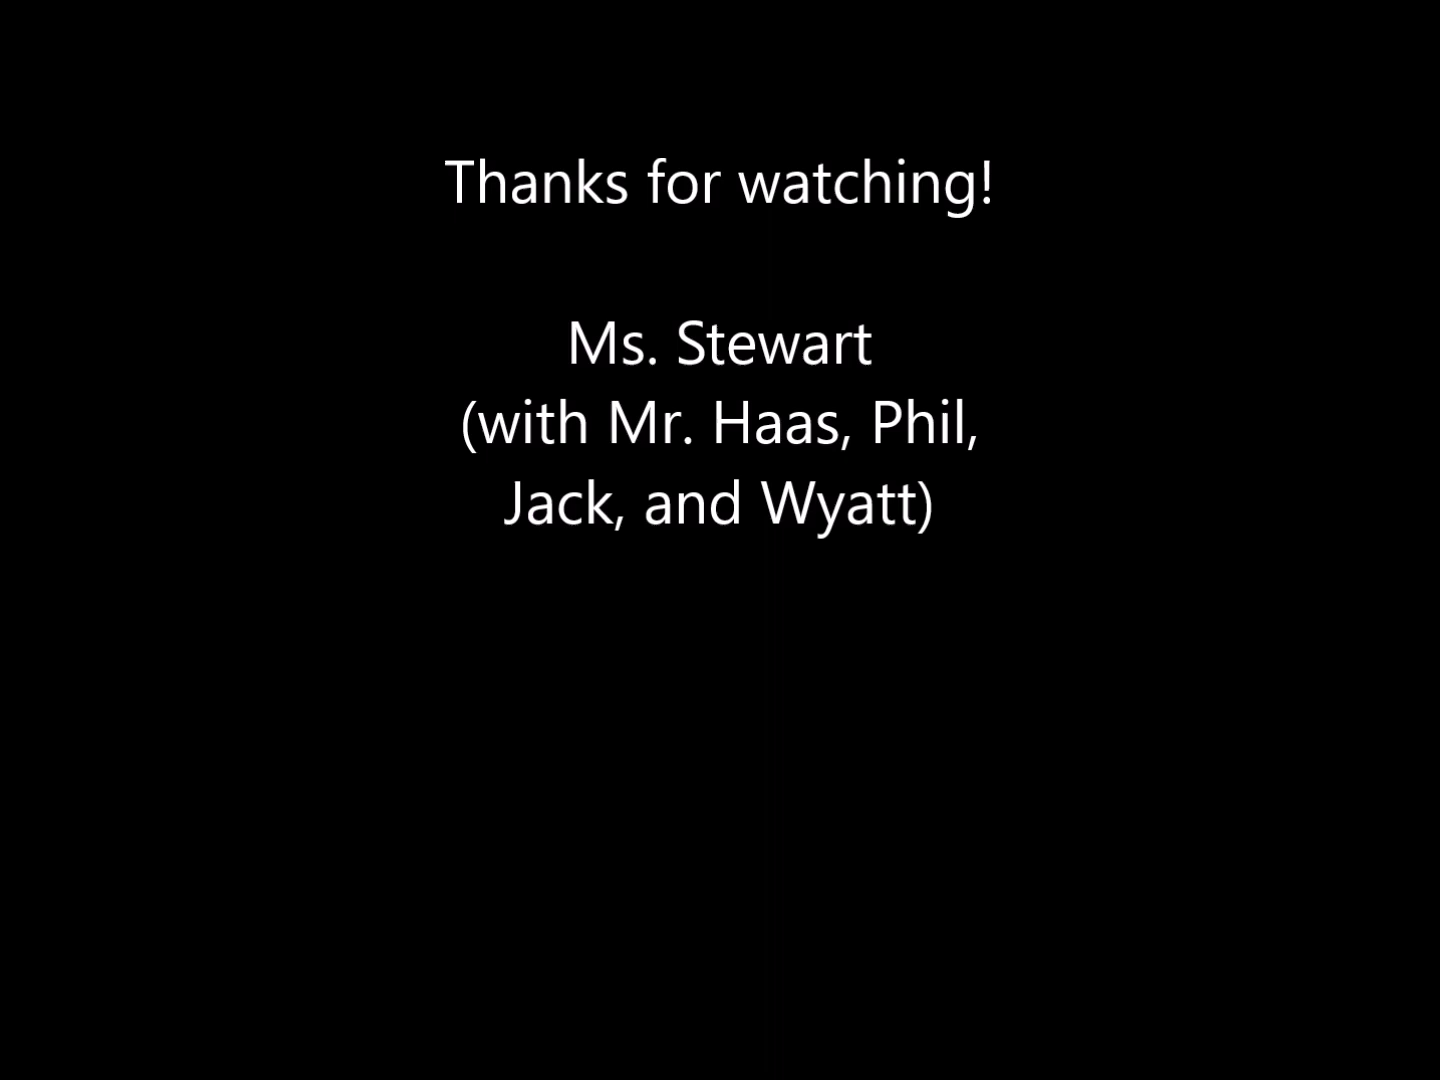 Thanks for watching!
Ms. Stewart
(with Mr. Haas, Phil,
Jack, and Wyatt)